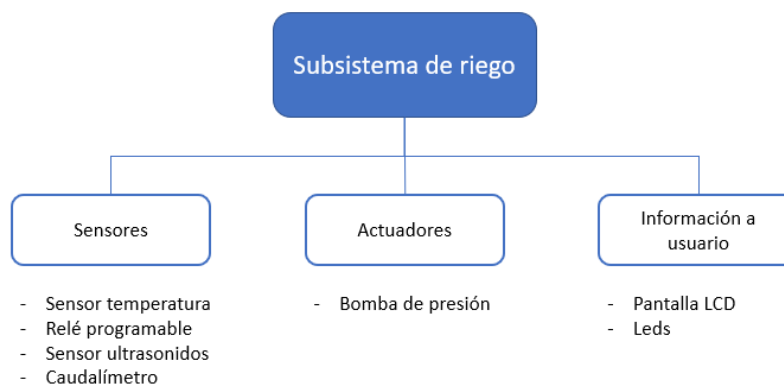 Subsistema de riego
Sensores
Actuadores
Información a
usuario
- Sensor temperatura
- Relé programable
- Sensor ultrasonidos
- Caudalímetro
- Bomba de presión
- Pantalla LCD
- Leds